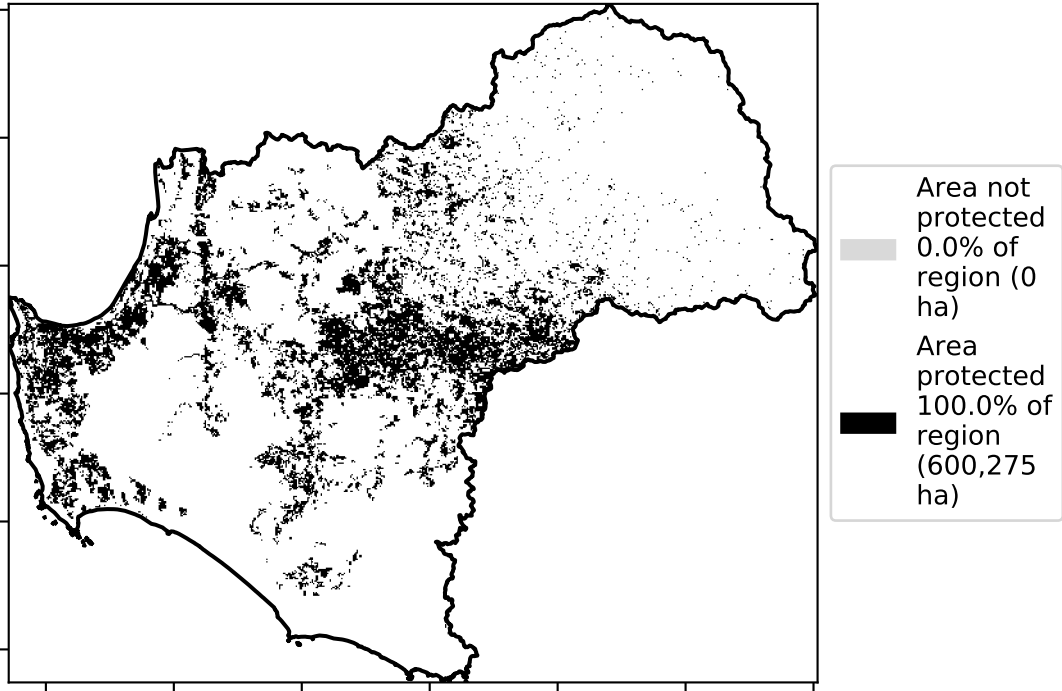 Area not
protected
0.0% of
region (0
ha)
Area
protected
100.0% of
region
(600,275
ha)